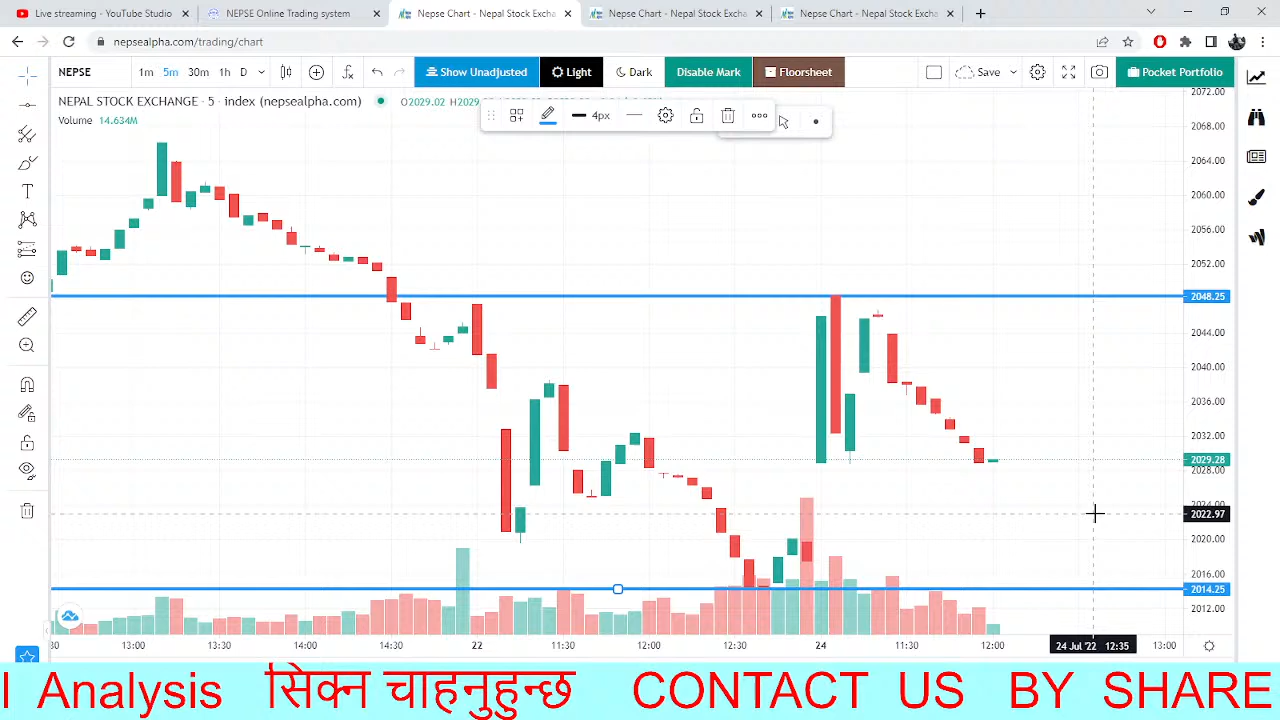 Live streaming - YouTube Studio
NEPSE Online Trading system
Nepse Chart - Nepal Stock Excha
Nepse Chart - Nepal Stock Excha
Nepse Chart - Nepal Stock Excha
nepsealpha.com/trading/chart
NEPSE 1m 5m 30m 1h D Show Unadjusted Light Dark Disable Mark Floorsheet Save Pocket Portfolio
NEPAL STOCK EXCHANGE · 5 · Index (nepsealpha.com) O2029.02
Volume 14.634M
4px
2072.00
2068.00
2064.00
2060.00
2056.00
2052.00
2048.25
2044.00
2040.00
2036.00
2032.00
2029.28
2028.00
2024.00
2022.97
2020.00
2016.00
2014.25
2012.00
:30 13:00 13:30 14:00 14:30 22 11:30 12:00 12:30 24 11:30 12:00 24 Jul '22 12:35 13:00
Analysis सिक्न चाहनुहुन्छ CONTACT US BY SHARE